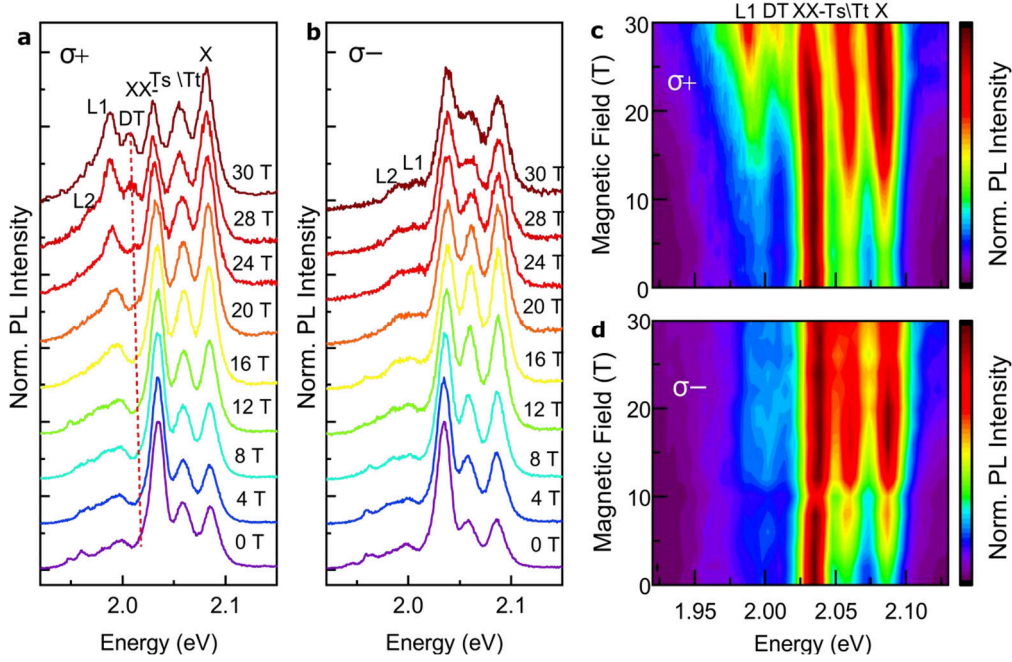 a
σ+
L1
L2
DT
XX
Ts \Tt
X
30 T
28 T
24 T
20 T
16 T
12 T
8 T
4 T
0 T
Norm. PL Intensity
2.0
2.1
Energy (eV)
b
σ−
L2
L1
30 T
28 T
24 T
20 T
16 T
12 T
8 T
4 T
0 T
Norm. PL Intensity
2.0
2.1
Energy (eV)
c
L1 DT XX-Ts\Tt X
σ+
30
20
10
0
Magnetic Field (T)
Norm. PL Intensity
d
σ−
30
20
10
0
Magnetic Field (T)
Norm. PL Intensity
1.95
2.00
2.05
2.10
Energy (eV)